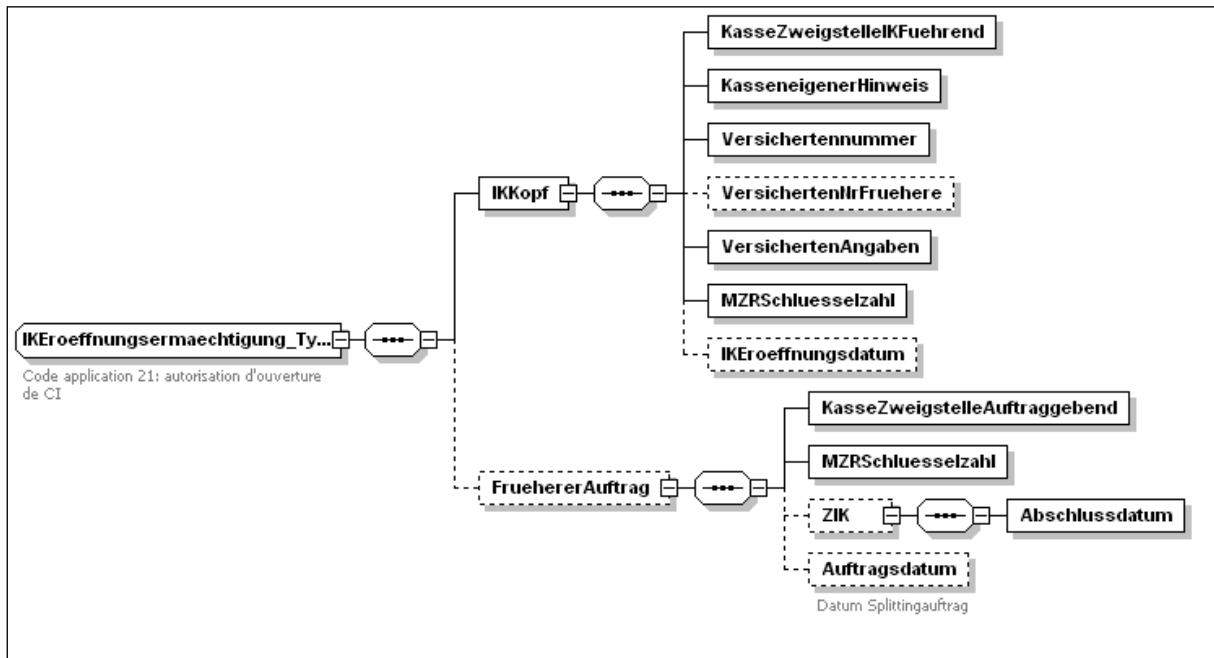 KasseZweigstelleIKFuehrend
KasseneigenerHinweis
Versichertennummer
IKKopf
VersichertenNrFruehere
VersichertenAngaben
MZRSchluesselzahl
IKEroeffnungsermaechtigung_Ty...
IKEroeffnungsdatum
Code application 21: autorisation d'ouverture
de CI
KasseZweigstelleAuftraggebend
MZRSchluesselzahl
FruehererAuftrag
ZIK
Abschlussdatum
Auftragsdatum
Datum Splittingauftrag